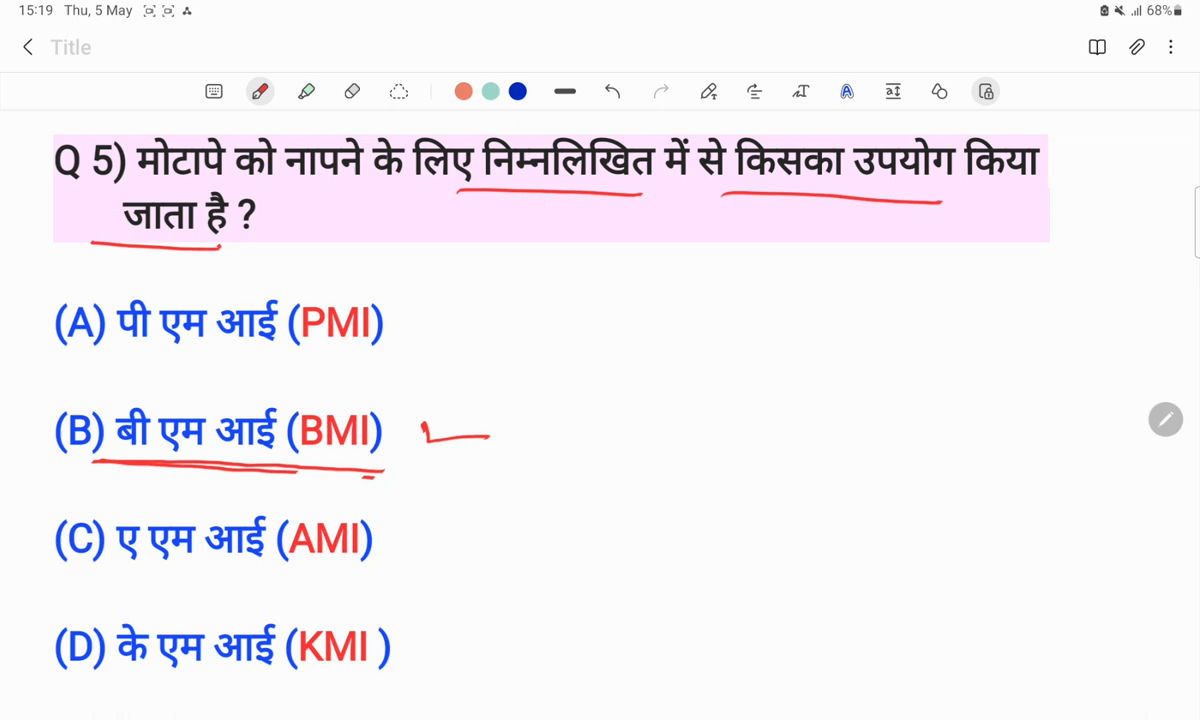 15:19 Thu, 5 May 68%
Title
Q 5) मोटापे को नापने के लिए निम्नलिखित में से किसका उपयोग किया
जाता है ?
(A) पी एम आई (PMI)
(B) बी एम आई (BMI)
(C) ए एम आई (AMI)
(D) के एम आई (KMI )